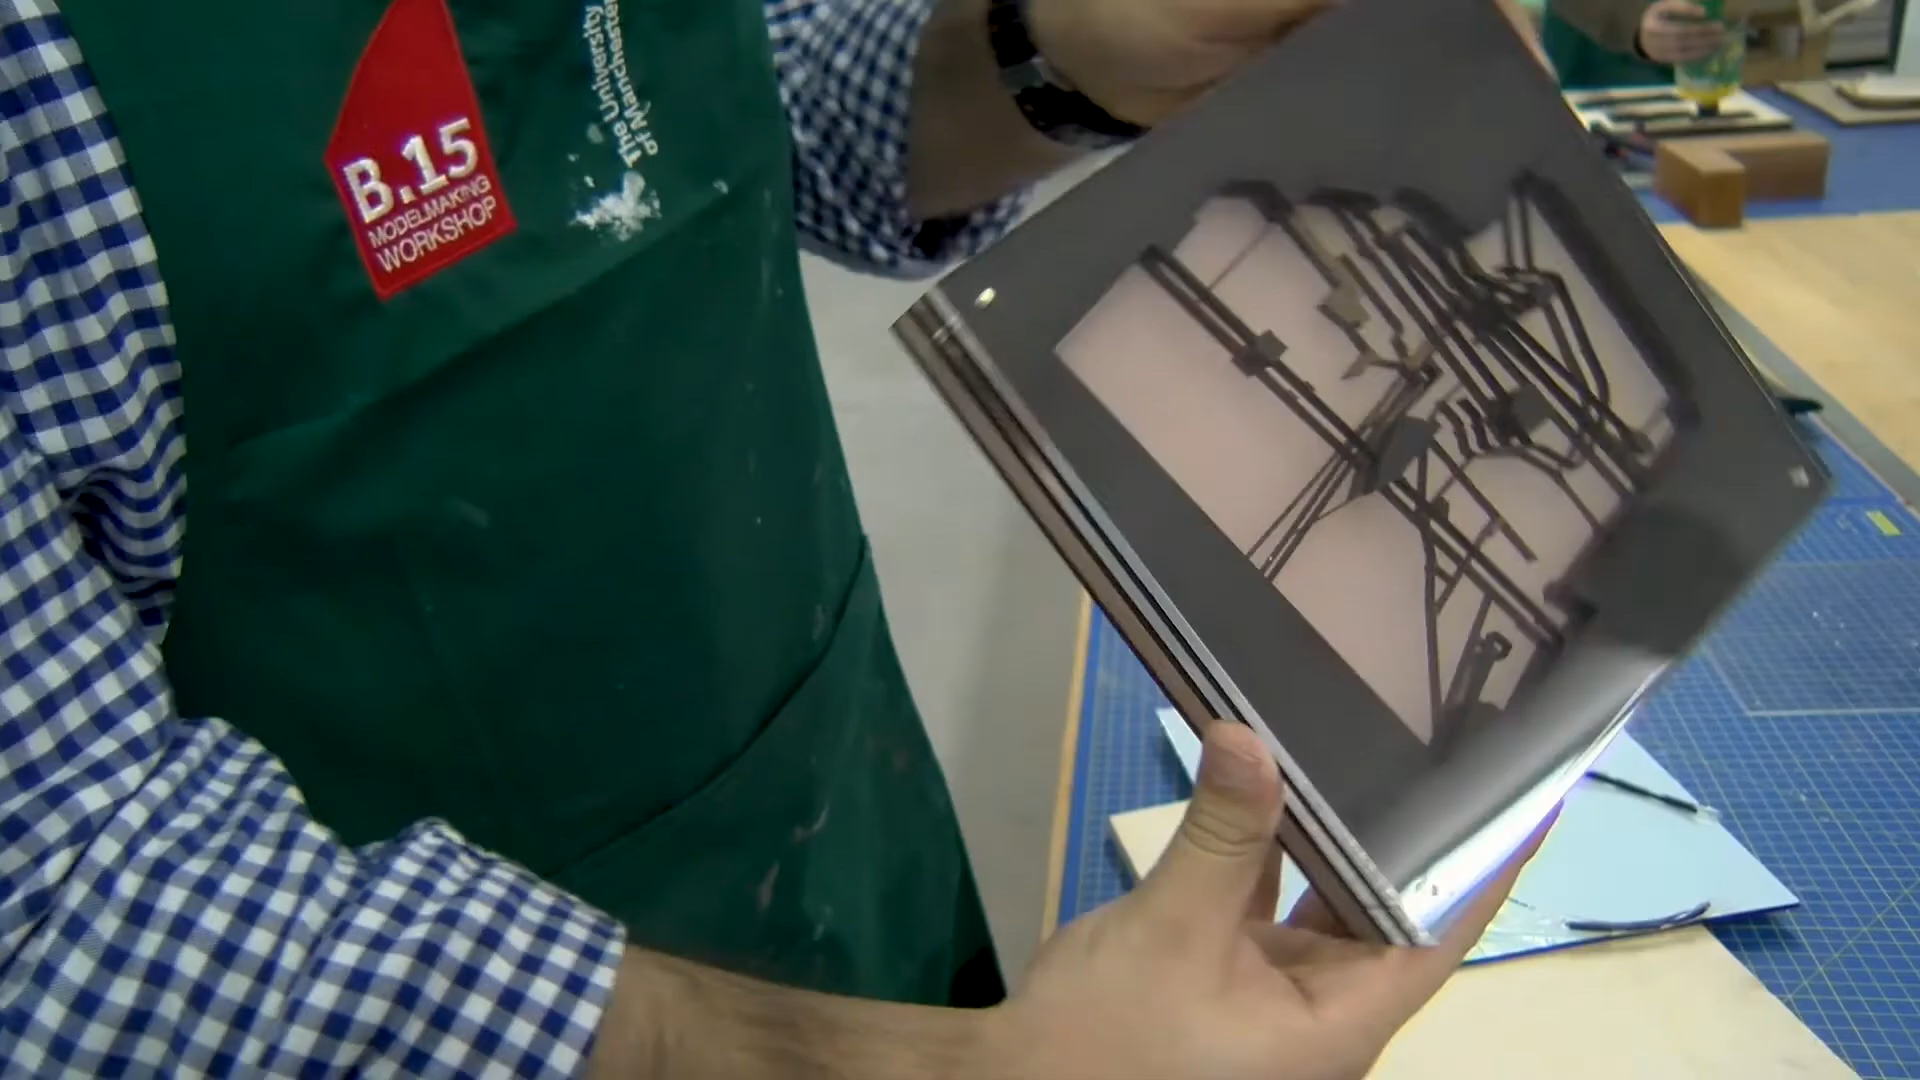 B.15
MODELMAKING
WORKSHOP
The University
of Manchester